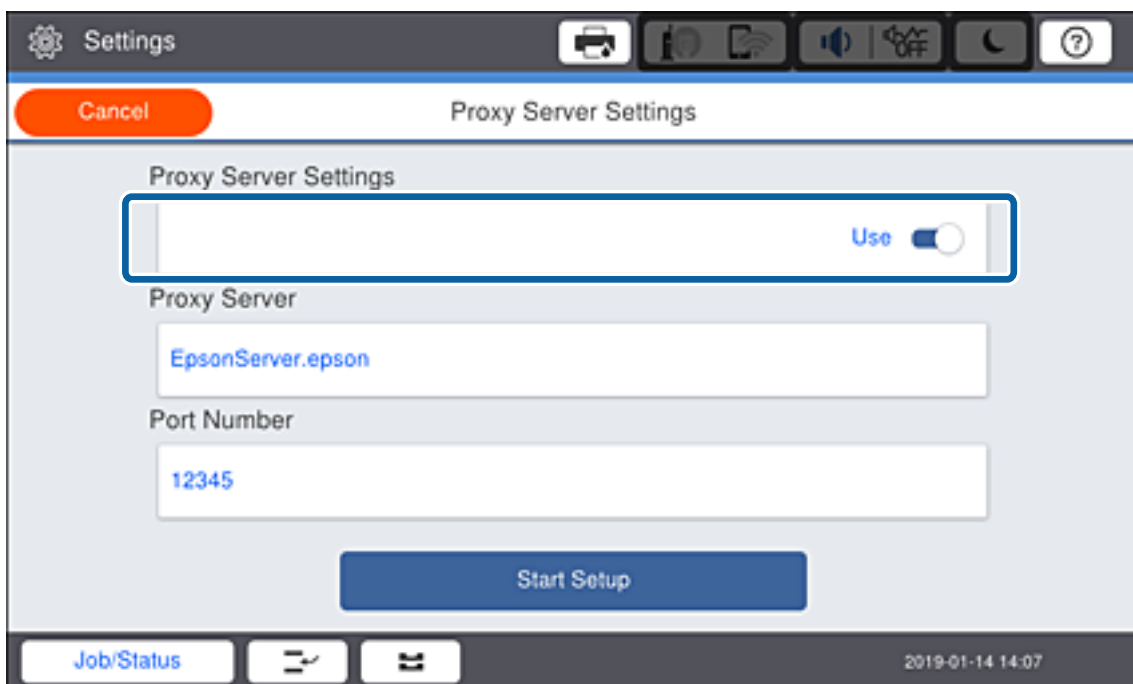 Settings
OFF
?
Cancel
Proxy Server Settings
Proxy Server Settings
Use
Proxy Server
EpsonServer.epson
Port Number
12345
Start Setup
Job/Status
2019-01-14 14:07